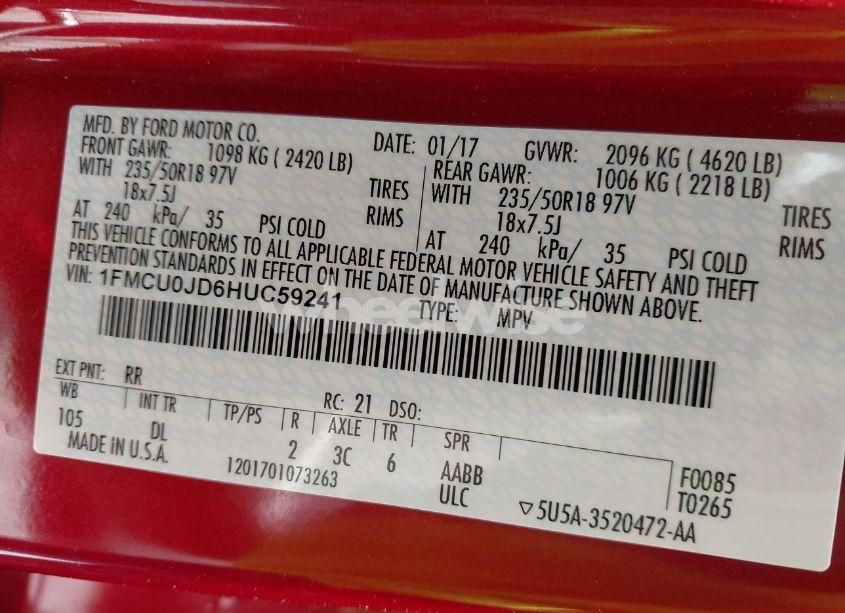 MFD. BY FORD MOTOR CO. DATE: 01/17 GVWR: 2096 KG ( 4620 LB)
FRONT GAWR: 1098 KG ( 2420 LB) REAR GAWR: 1006 KG ( 2218 LB)
WITH 235/50R18 97V TIRES WITH 235/50R18 97V TIRES
18x7.5J RIMS 18x7.5J RIMS
AT 240 kPa/ 35 PSI COLD AT 240 kPa/ 35 PSI COLD
THIS VEHICLE CONFORMS TO ALL APPLICABLE FEDERAL MOTOR VEHICLE SAFETY AND THEFT
PREVENTION STANDARDS IN EFFECT ON THE DATE OF MANUFACTURE SHOWN ABOVE.
VIN: 1FMCU0JD6HUC59241 TYPE: MPV
wheelwise
EXT PNT: RR RC: 21 DSO:
WB INT TR TP/PS R AXLE TR SPR
105 DL 2 3C 6 AABB F0085
MADE IN U.S.A. 1201701073263 ULC T0265
▽5U5A-3520472-AA